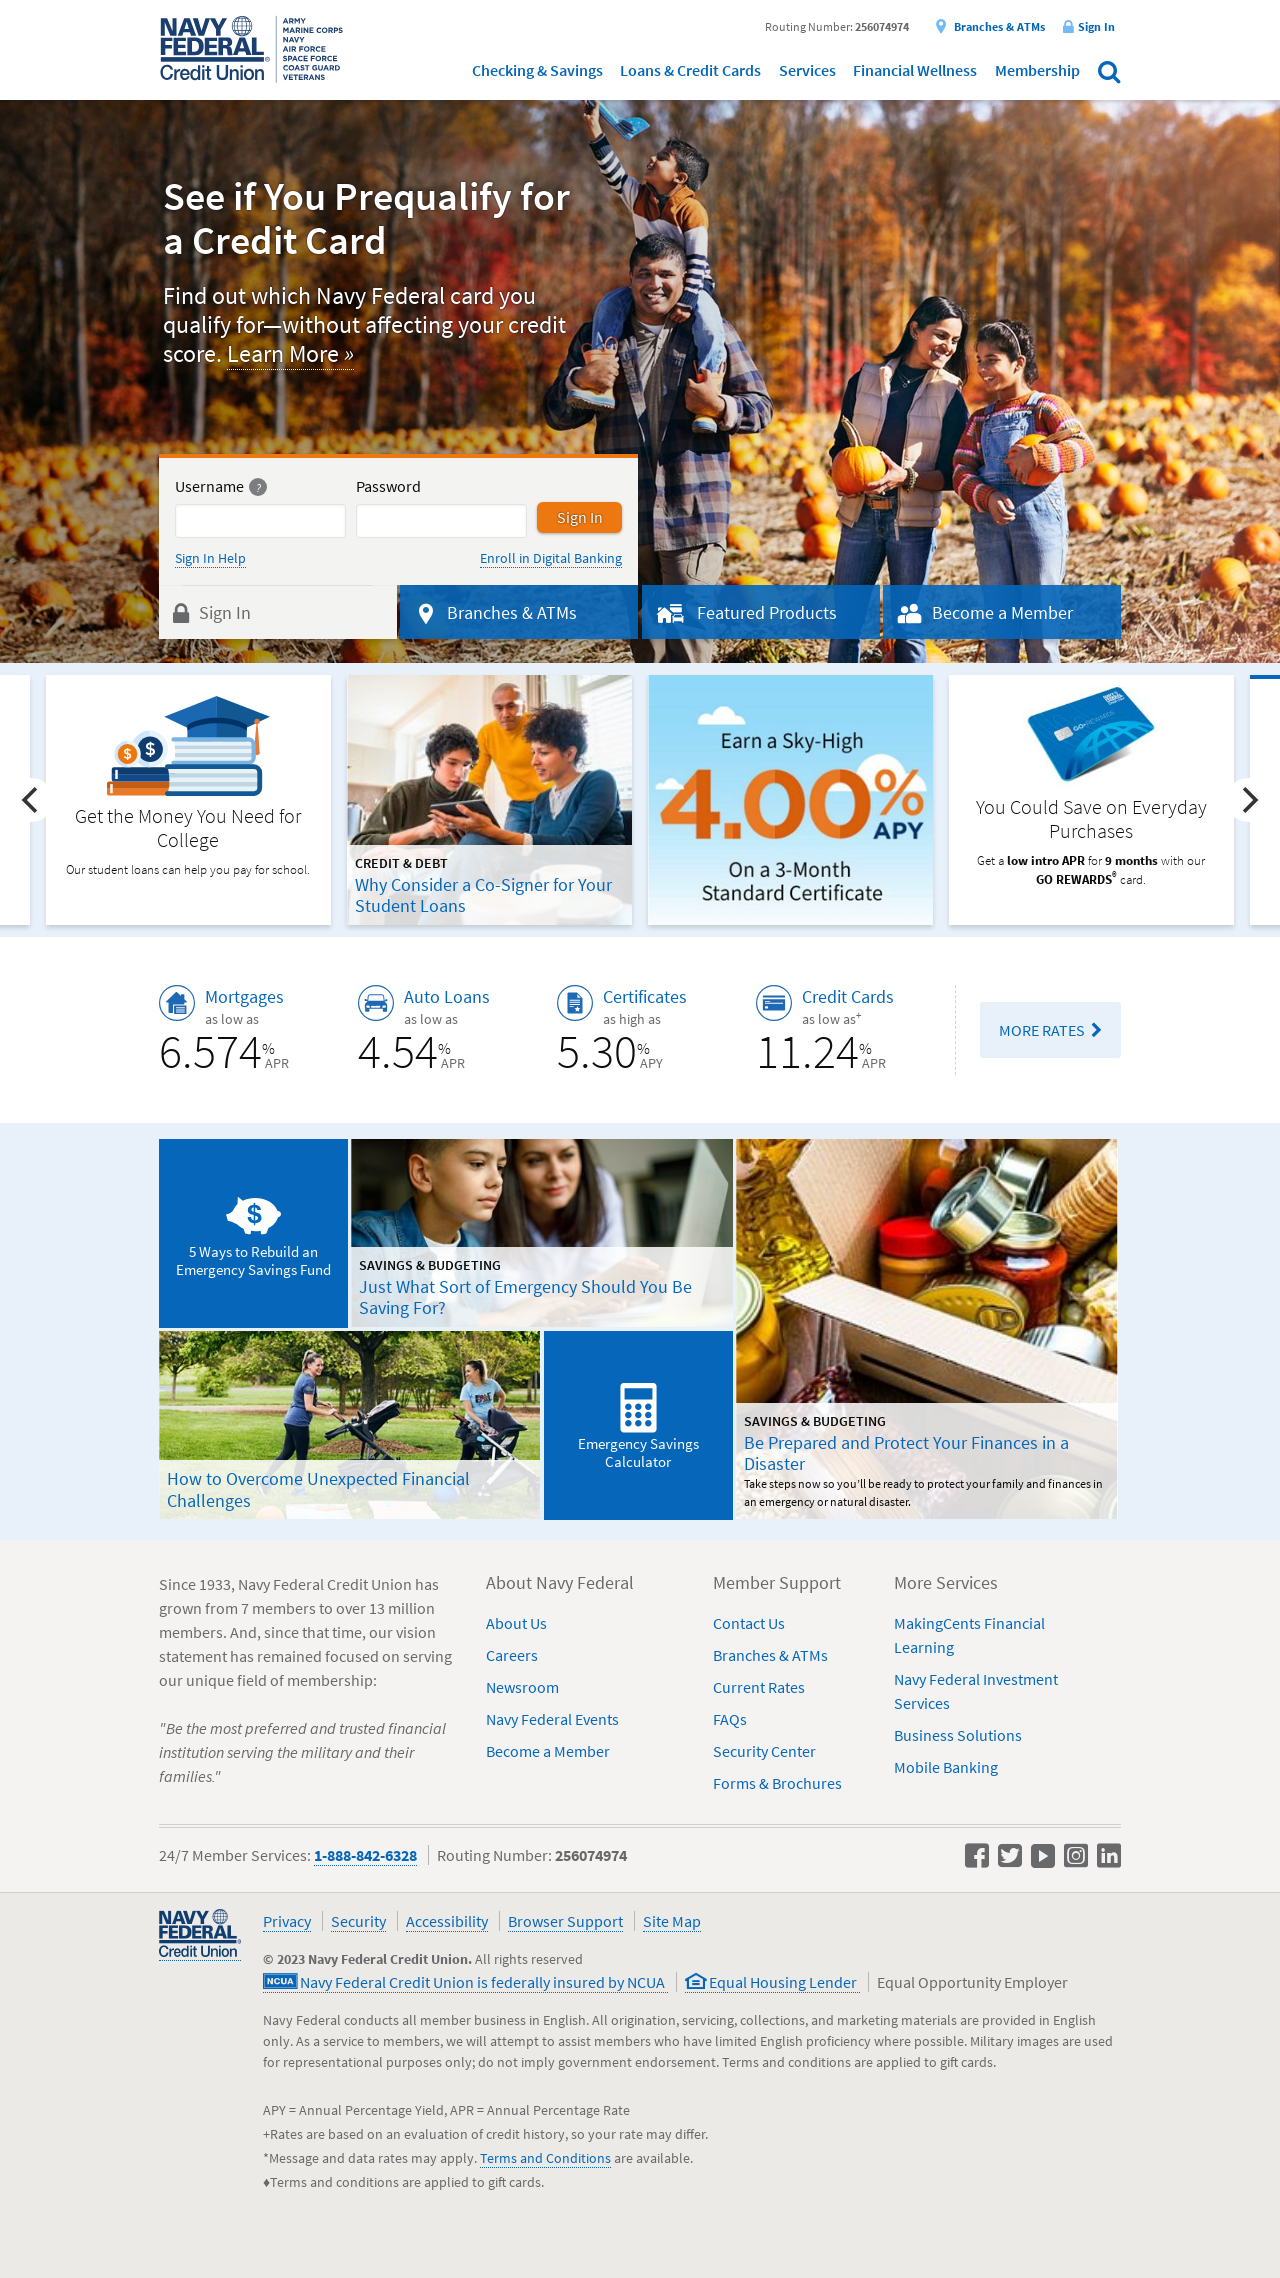 NAVY
FEDERAL®
Credit Union
ARMY
MARINE CORPS
NAVY
AIR FORCE
SPACE FORCE
COAST GUARD
VETERANS
Routing Number: 256074974
Branches & ATMs
Sign In
Checking & Savings
Loans & Credit Cards
Services
Financial Wellness
Membership
See if You Prequalify for
a Credit Card
Find out which Navy Federal card you
qualify for—without affecting your credit
score. Learn More »
Username ?
Password
Sign In
Sign In Help
Enroll in Digital Banking
Sign In
Branches & ATMs
Featured Products
Become a Member
$ $
Get the Money You Need for
College
Our student loans can help you pay for school.
CREDIT & DEBT
Why Consider a Co-Signer for Your
Student Loans
Earn a Sky-High
4.00% APY
On a 3-Month
Standard Certificate
GO REWARDS
You Could Save on Everyday
Purchases
Get a low intro APR for 9 months with our
GO REWARDS® card.
Mortgages
as low as
6.574% APR
Auto Loans
as low as
4.54% APR
Certificates
as high as
5.30% APY
Credit Cards
as low as+
11.24% APR
MORE RATES
$
5 Ways to Rebuild an
Emergency Savings Fund
SAVINGS & BUDGETING
Just What Sort of Emergency Should You Be
Saving For?
How to Overcome Unexpected Financial
Challenges
Emergency Savings
Calculator
SAVINGS & BUDGETING
Be Prepared and Protect Your Finances in a
Disaster
Take steps now so you'll be ready to protect your family and finances in
an emergency or natural disaster.
Since 1933, Navy Federal Credit Union has
grown from 7 members to over 13 million
members. And, since that time, our vision
statement has remained focused on serving
our unique field of membership:
"Be the most preferred and trusted financial
institution serving the military and their
families."
About Navy Federal
About Us
Careers
Newsroom
Navy Federal Events
Become a Member
Member Support
Contact Us
Branches & ATMs
Current Rates
FAQs
Security Center
Forms & Brochures
More Services
MakingCents Financial
Learning
Navy Federal Investment
Services
Business Solutions
Mobile Banking
24/7 Member Services: 1-888-842-6328
Routing Number: 256074974
NAVY
FEDERAL®
Credit Union
Privacy
Security
Accessibility
Browser Support
Site Map
© 2023 Navy Federal Credit Union. All rights reserved
NCUA Navy Federal Credit Union is federally insured by NCUA
Equal Housing Lender
Equal Opportunity Employer
Navy Federal conducts all member business in English. All origination, servicing, collections, and marketing materials are provided in English
only. As a service to members, we will attempt to assist members who have limited English proficiency where possible. Military images are used
for representational purposes only; do not imply government endorsement. Terms and conditions are applied to gift cards.
APY = Annual Percentage Yield, APR = Annual Percentage Rate
+Rates are based on an evaluation of credit history, so your rate may differ.
*Message and data rates may apply. Terms and Conditions are available.
♦Terms and conditions are applied to gift cards.